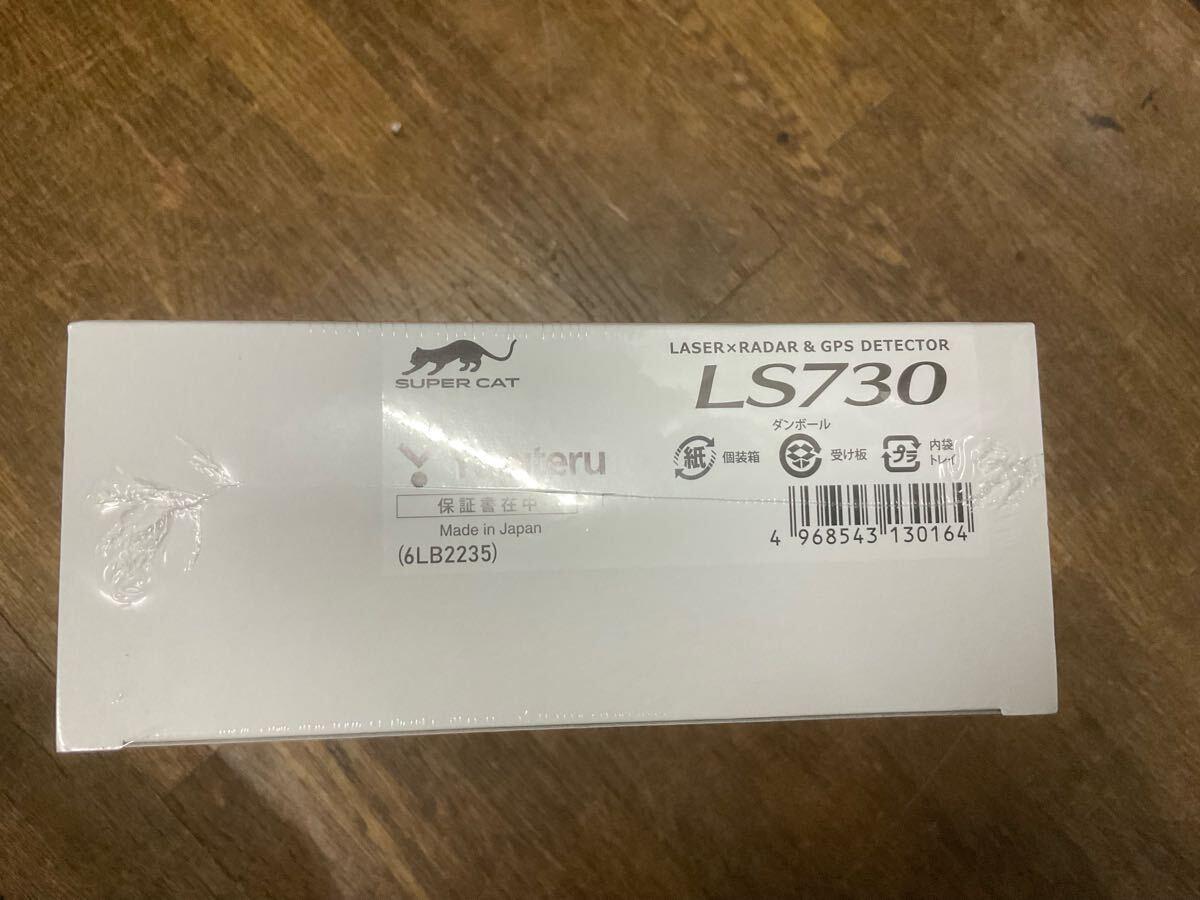 SUPER CAT
LASER×RADAR & GPS DETECTOR
LS730
ダンボール
紙 個装箱
受け板
プラ 内袋
トレイ
保証書在中
Made in Japan
(6LB2235)
4 968543 130164